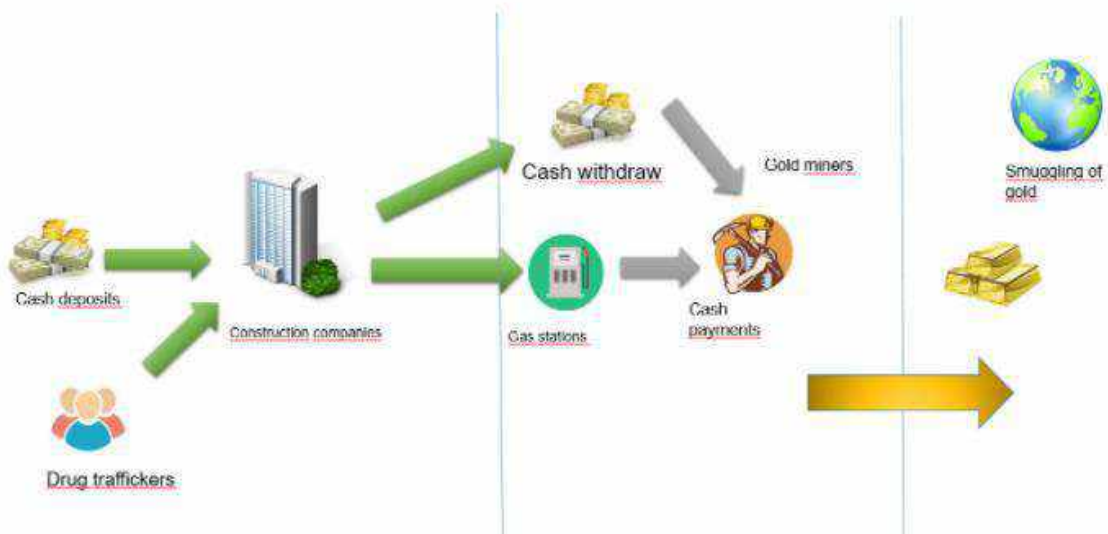 Cash deposits
Drug traffickers
Construction companies
Cash withdraw
Gas stations
Gold miners
Cash
payments
Smuggling of
gold